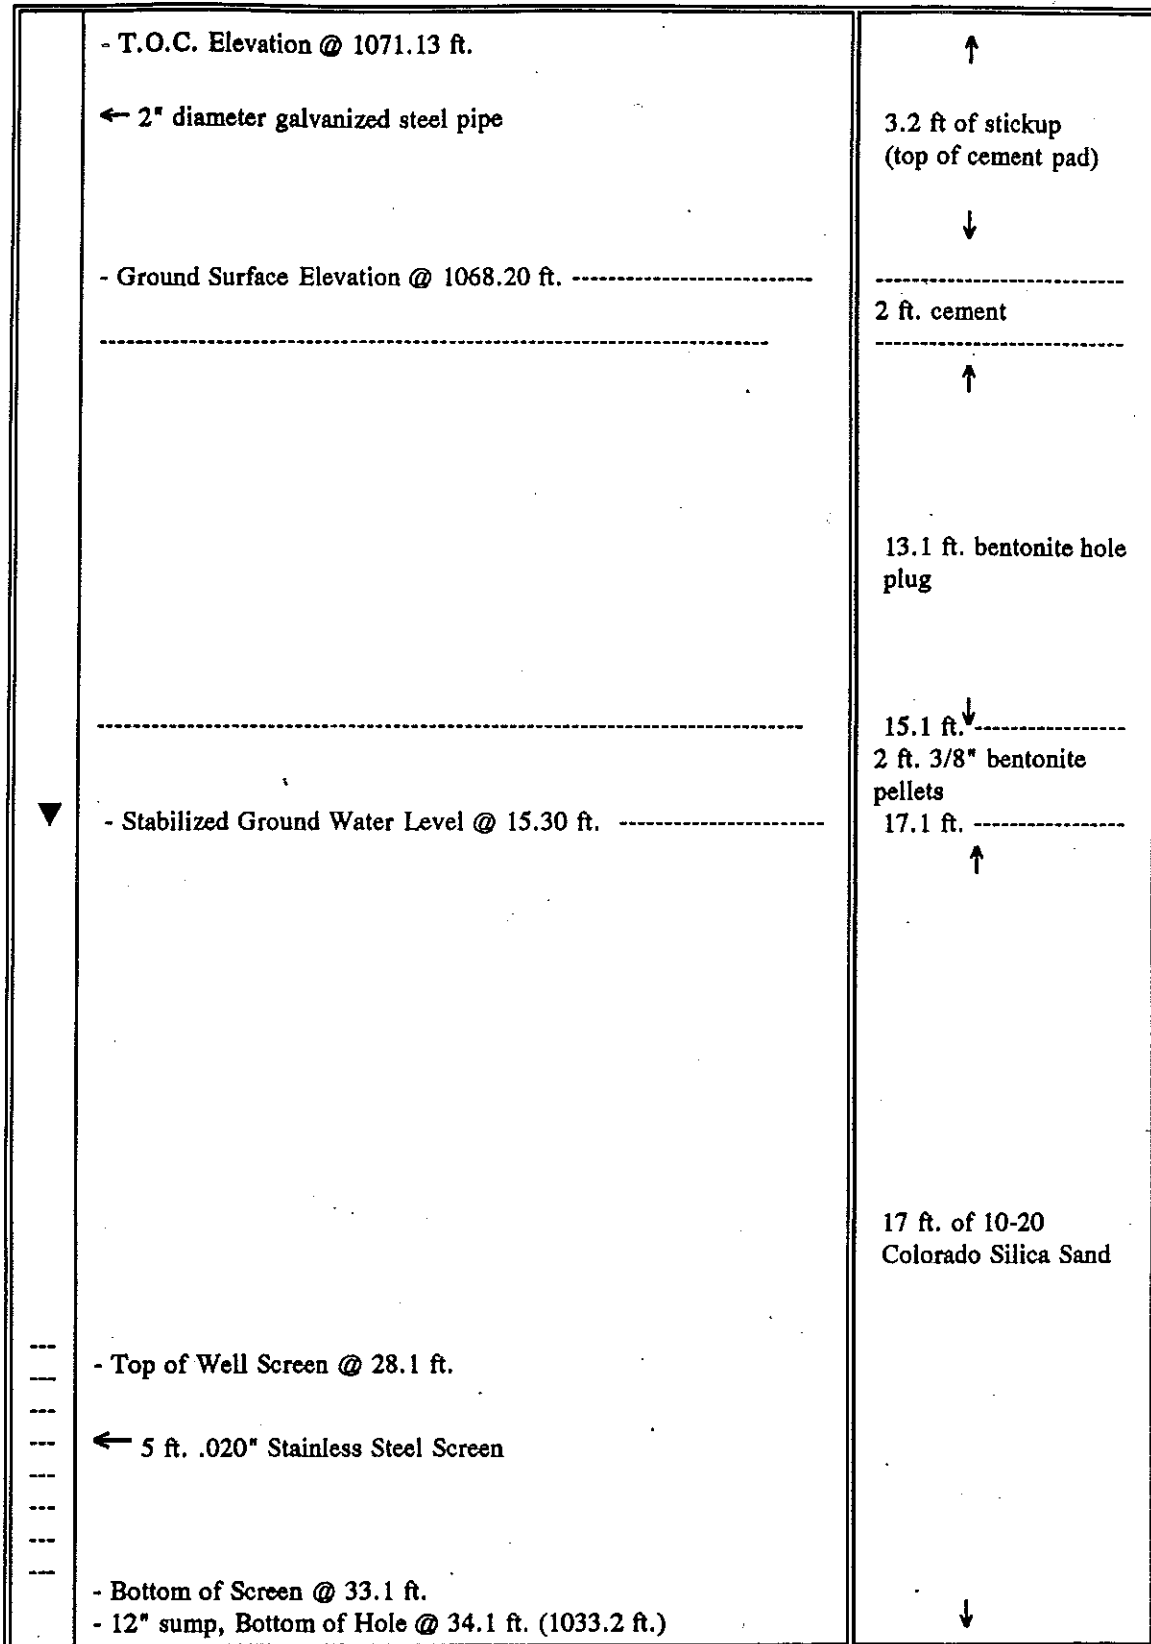 - T.O.C. Elevation @ 1071.13 ft.
← 2" diameter galvanized steel pipe
3.2 ft of stickup
(top of cement pad)
- Ground Surface Elevation @ 1068.20 ft.
2 ft. cement
13.1 ft. bentonite hole
plug
15.1 ft.
2 ft. 3/8" bentonite
pellets
- Stabilized Ground Water Level @ 15.30 ft.
17.1 ft.
17 ft. of 10-20
Colorado Silica Sand
- Top of Well Screen @ 28.1 ft.
← 5 ft. .020" Stainless Steel Screen
- Bottom of Screen @ 33.1 ft.
- 12" sump, Bottom of Hole @ 34.1 ft. (1033.2 ft.)